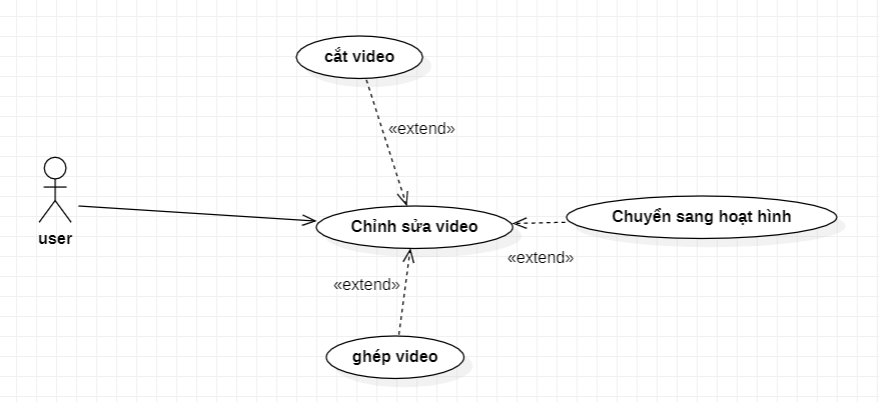 cắt video
«extend»
user
Chỉnh sửa video
Chuyển sang hoạt hình
«extend»
«extend»
ghép video